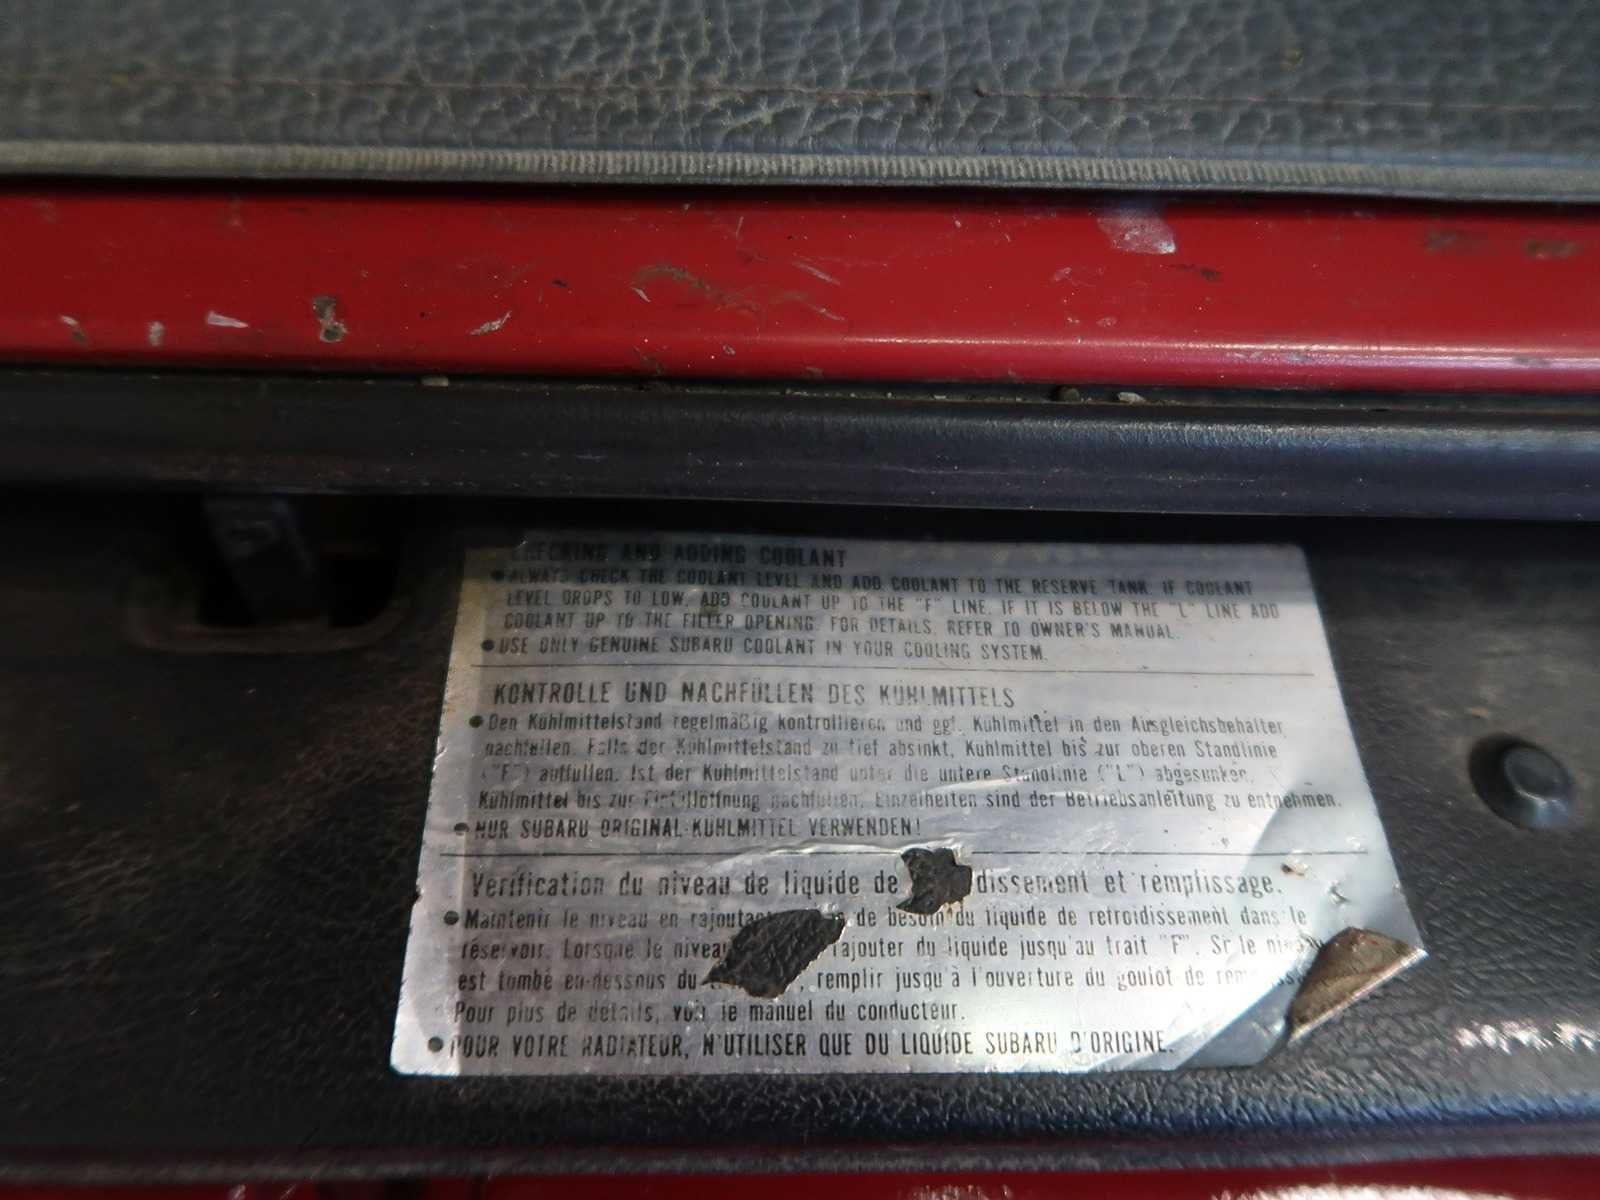 CHECKING AND ADDING COOLANT
• ALWAYS CHECK THE COOLANT LEVEL AND ADD COOLANT TO THE RESERVE TANK. IF COOLANT
LEVEL DROPS TO LOW, ADD COOLANT UP TO THE "F" LINE. IF IT IS BELOW THE "L" LINE ADD
COOLANT UP TO THE FILLER OPENING. FOR DETAILS, REFER TO OWNER'S MANUAL.
• USE ONLY GENUINE SUBARU COOLANT IN YOUR COOLING SYSTEM.
KONTROLLE UND NACHFÜLLEN DES KÜHLMITTELS
• Den Kühlmittelstand regelmäßig kontrollieren und ggf. Kühlmittel in den Ausgleichsbehälter
nachfüllen. Falls der Kühlmittelstand zu tief absinkt, Kühlmittel bis zur oberen Standlinie
("F") auffüllen. Ist der Kühlmittelstand unter die untere Standlinie ("L") abgesunken,
Kühlmittel bis zur Einfüllöffnung nachfüllen. Einzelheiten sind der Betriebsanleitung zu entnehmen.
• NUR SUBARU ORIGINAL-KÜHLMITTEL VERWENDEN!
Vérification du niveau de liquide de dissement et remplissage.
• Maintenir le niveau en rajoutant de besoin du liquide de refroidissement dans le
réservoir. Lorsque le niveau rajouter du liquide jusqu'au trait "F". Si le
est tombé en-dessous du remplir jusqu'à l'ouverture du goulot de
Pour plus de détails, voir le manuel du conducteur.
• POUR VOTRE RADIATEUR, N'UTILISER QUE DU LIQUIDE SUBARU D'ORIGINE.